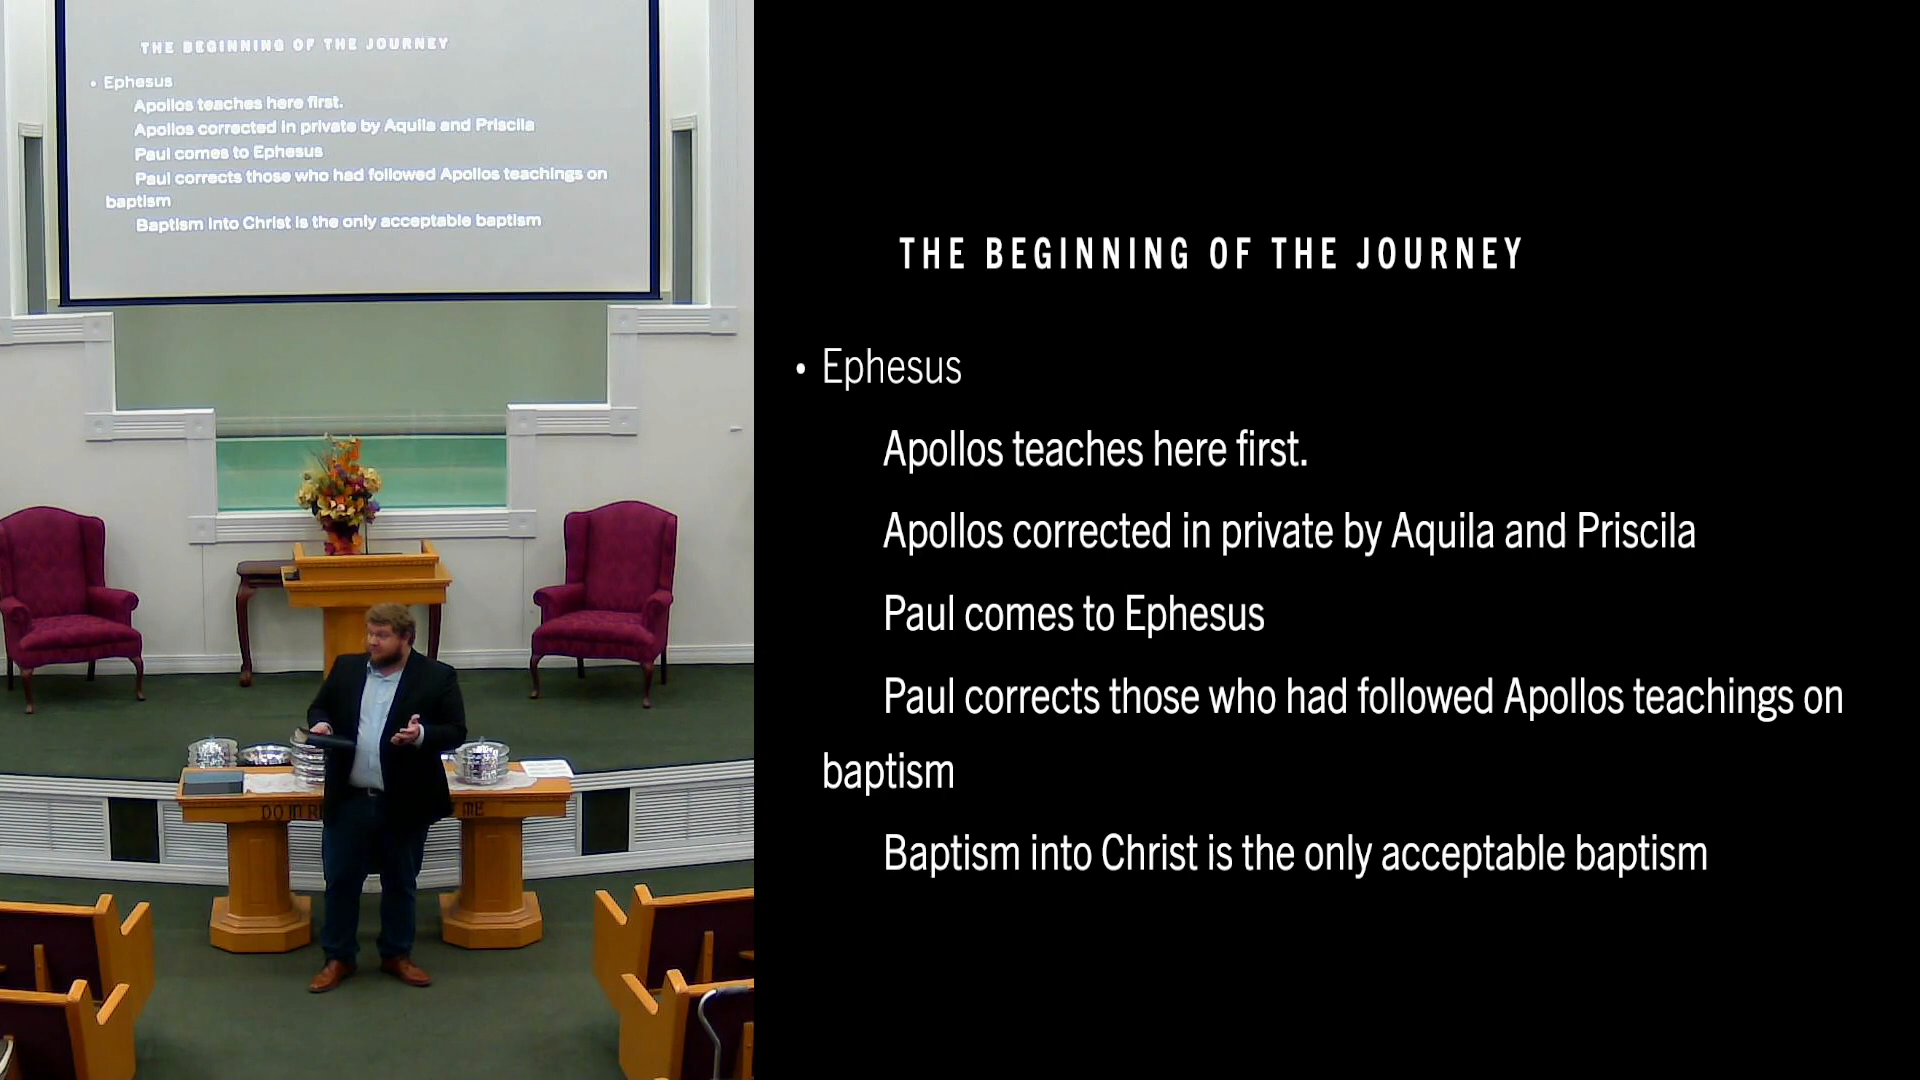 THE BEGINNING OF THE JOURNEY
• Ephesus
Apollos teaches here first.
Apollos corrected in private by Aquila and Priscila
Paul comes to Ephesus
Paul corrects those who had followed Apollos teachings on
baptism
Baptism into Christ is the only acceptable baptism
DO IN R
ME
THE BEGINNING OF THE JOURNEY
• Ephesus
Apollos teaches here first.
Apollos corrected in private by Aquila and Priscila
Paul comes to Ephesus
Paul corrects those who had followed Apollos teachings on
baptism
Baptism into Christ is the only acceptable baptism